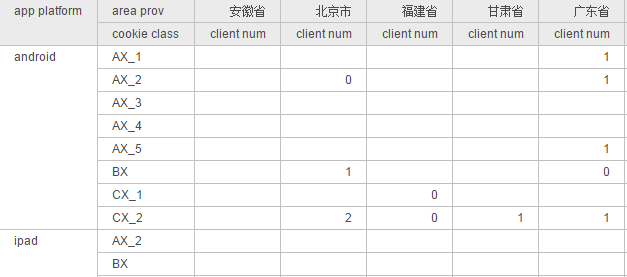 app platform area prov 安徽省 北京市 福建省 甘肃省 广东省
cookie class client num client num client num client num client num
android AX_1 1
AX_2 0 1
AX_3
AX_4
AX_5 1
BX 1 0
CX_1 0
CX_2 2 0 1 1
ipad AX_2
BX